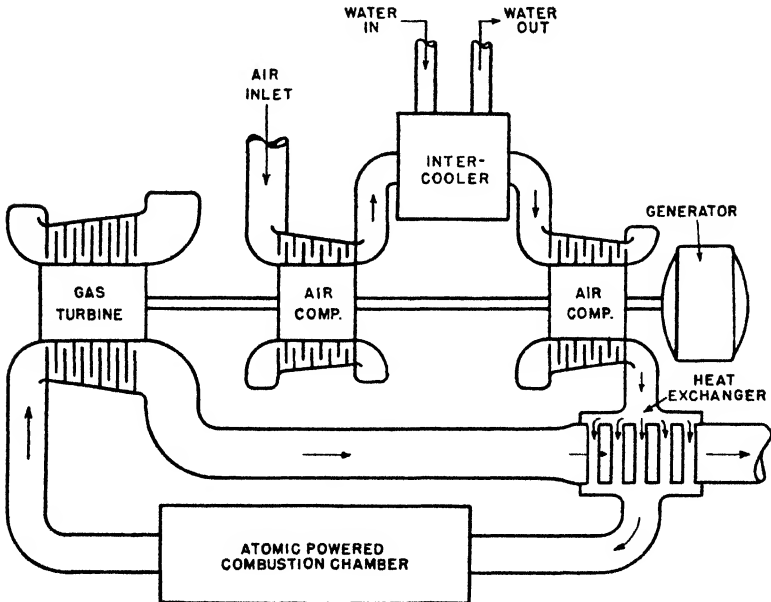 WATER
IN
WATER
OUT
AIR
INLET
INTER-
COOLER
GENERATOR
GAS
TURBINE
AIR
COMP.
AIR
COMP.
HEAT
EXCHANGER
ATOMIC POWERED
COMBUSTION CHAMBER